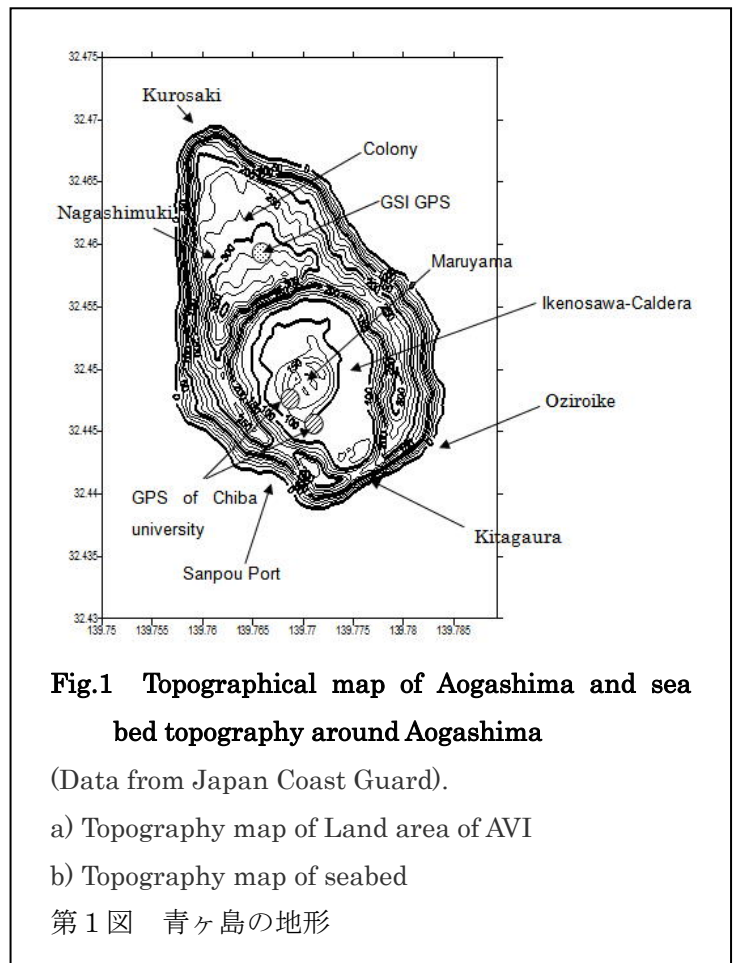 32.475
Kurosaki
32.47
Colony
32.465
GSI GPS
Nagashimuki
32.46
Maruyama
32.455
Ikenosawa-Caldera
32.45
Oziroike
32.445
GPS of Chiba
university
32.44
Kitagaura
32.435
Sanpou Port
32.43
139.75 139.755 139.76 139.765 139.77 139.775 139.78 139.785
Fig.1 Topographical map of Aogashima and sea
bed topography around Aogashima
(Data from Japan Coast Guard).
a) Topography map of Land area of AVI
b) Topography map of seabed
第１図 青ヶ島の地形